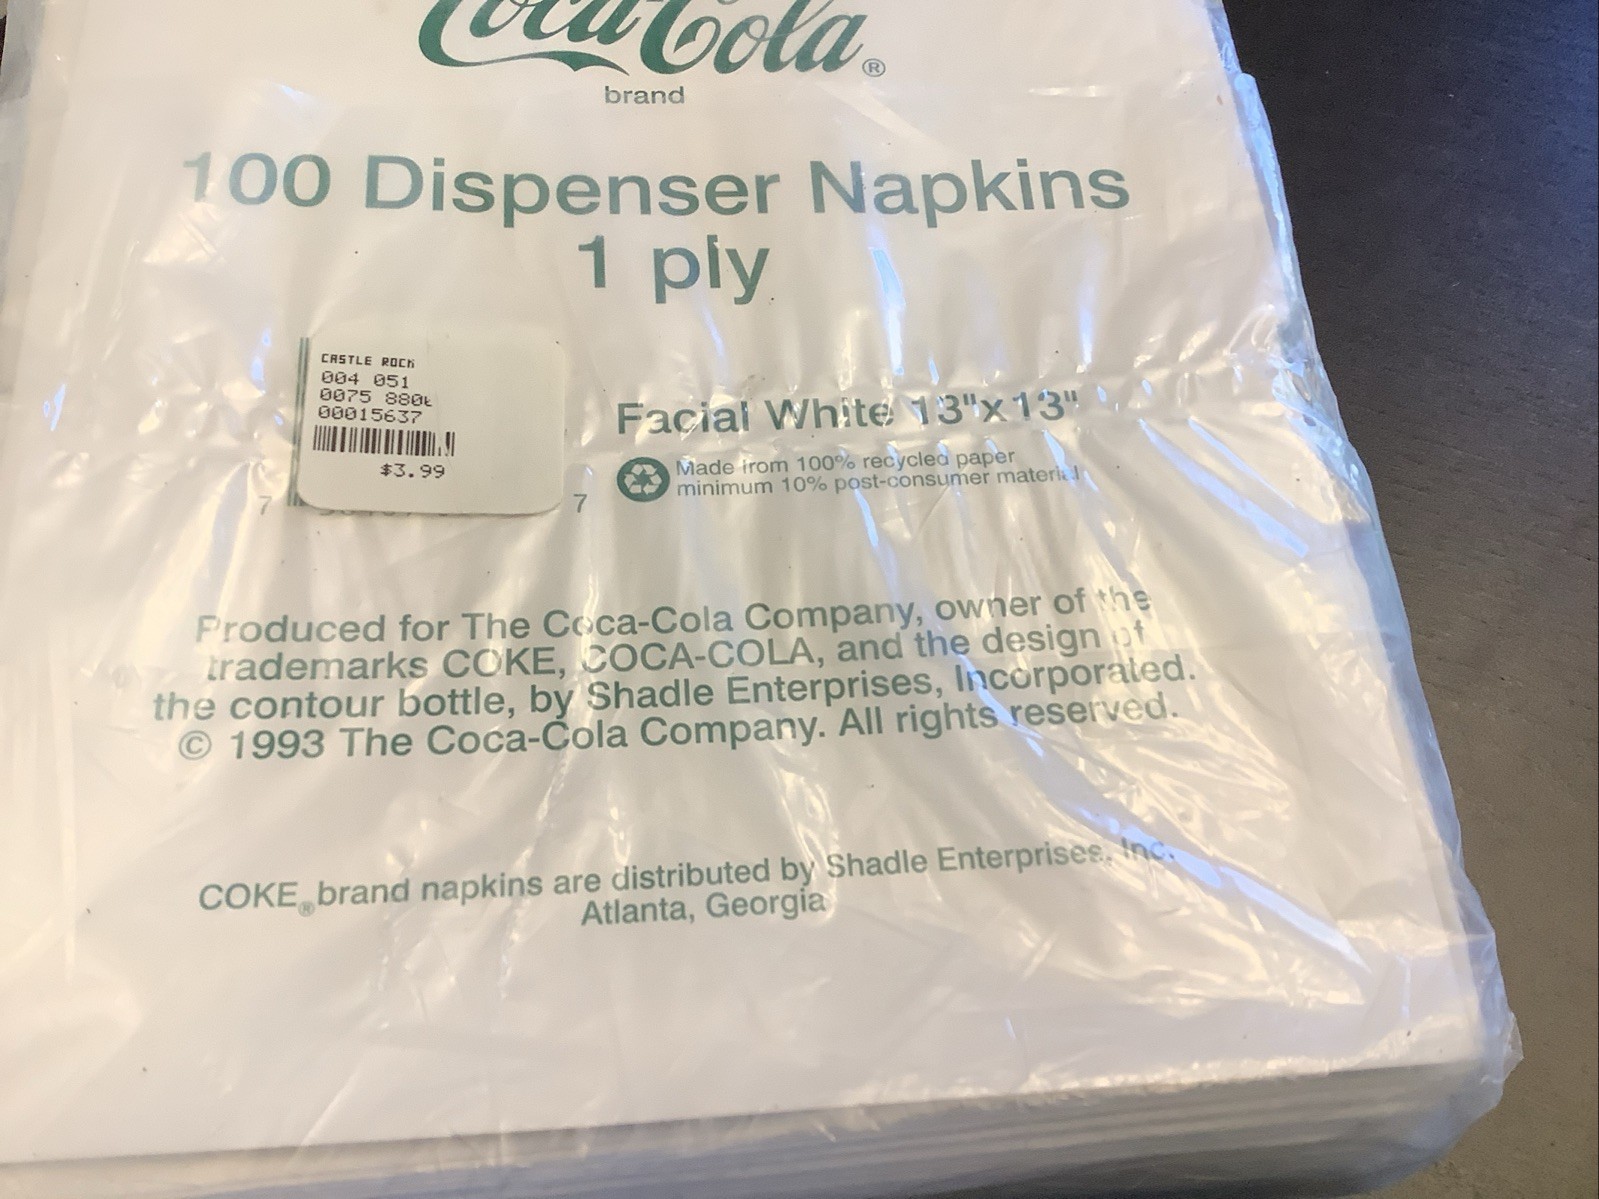 Coca-Cola®
brand
100 Dispenser Napkins
1 ply
CASTLE ROCK
004 051
0075
00015637
$3.99
7 7
Facial White 13"x13"
Made from 100% recycled paper
minimum 10% post-consumer material
Produced for The Coca-Cola Company, owner of the
trademarks COKE, COCA-COLA, and the design of
the contour bottle, by Shadle Enterprises, Incorporated.
© 1993 The Coca-Cola Company. All rights reserved.
COKE® brand napkins are distributed by Shadle Enterprises, Inc.
Atlanta, Georgia